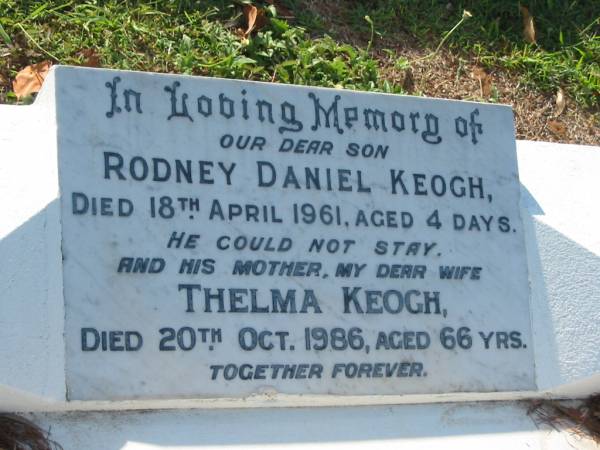 In Loving Memory of
OUR DEAR SON
RODNEY DANIEL KEOGH,
DIED 18TH APRIL 1961, AGED 4 DAYS.
HE COULD NOT STAY.
AND HIS MOTHER, MY DEAR WIFE
THELMA KEOGH,
DIED 20TH OCT. 1986, AGED 66 YRS.
TOGETHER FOREVER.